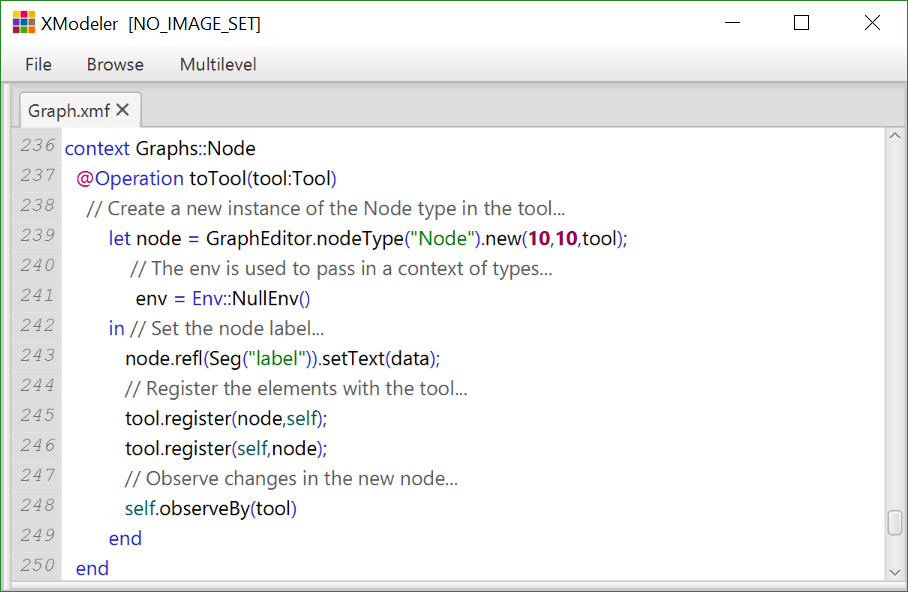 XModeler [NO_IMAGE_SET]
File Browse Multilevel
Graph.xmf
236 context Graphs::Node
237 @Operation toTool(tool:Tool)
238 // Create a new instance of the Node type in the tool...
239 let node = GraphEditor.nodeType("Node").new(10,10,tool);
240 // The env is used to pass in a context of types...
241 env = Env::NullEnv()
242 in // Set the node label...
243 node.refl(Seg("label")).setText(data);
244 // Register the elements with the tool...
245 tool.register(node,self);
246 tool.register(self,node);
247 // Observe changes in the new node...
248 self.observeBy(tool)
249 end
250 end